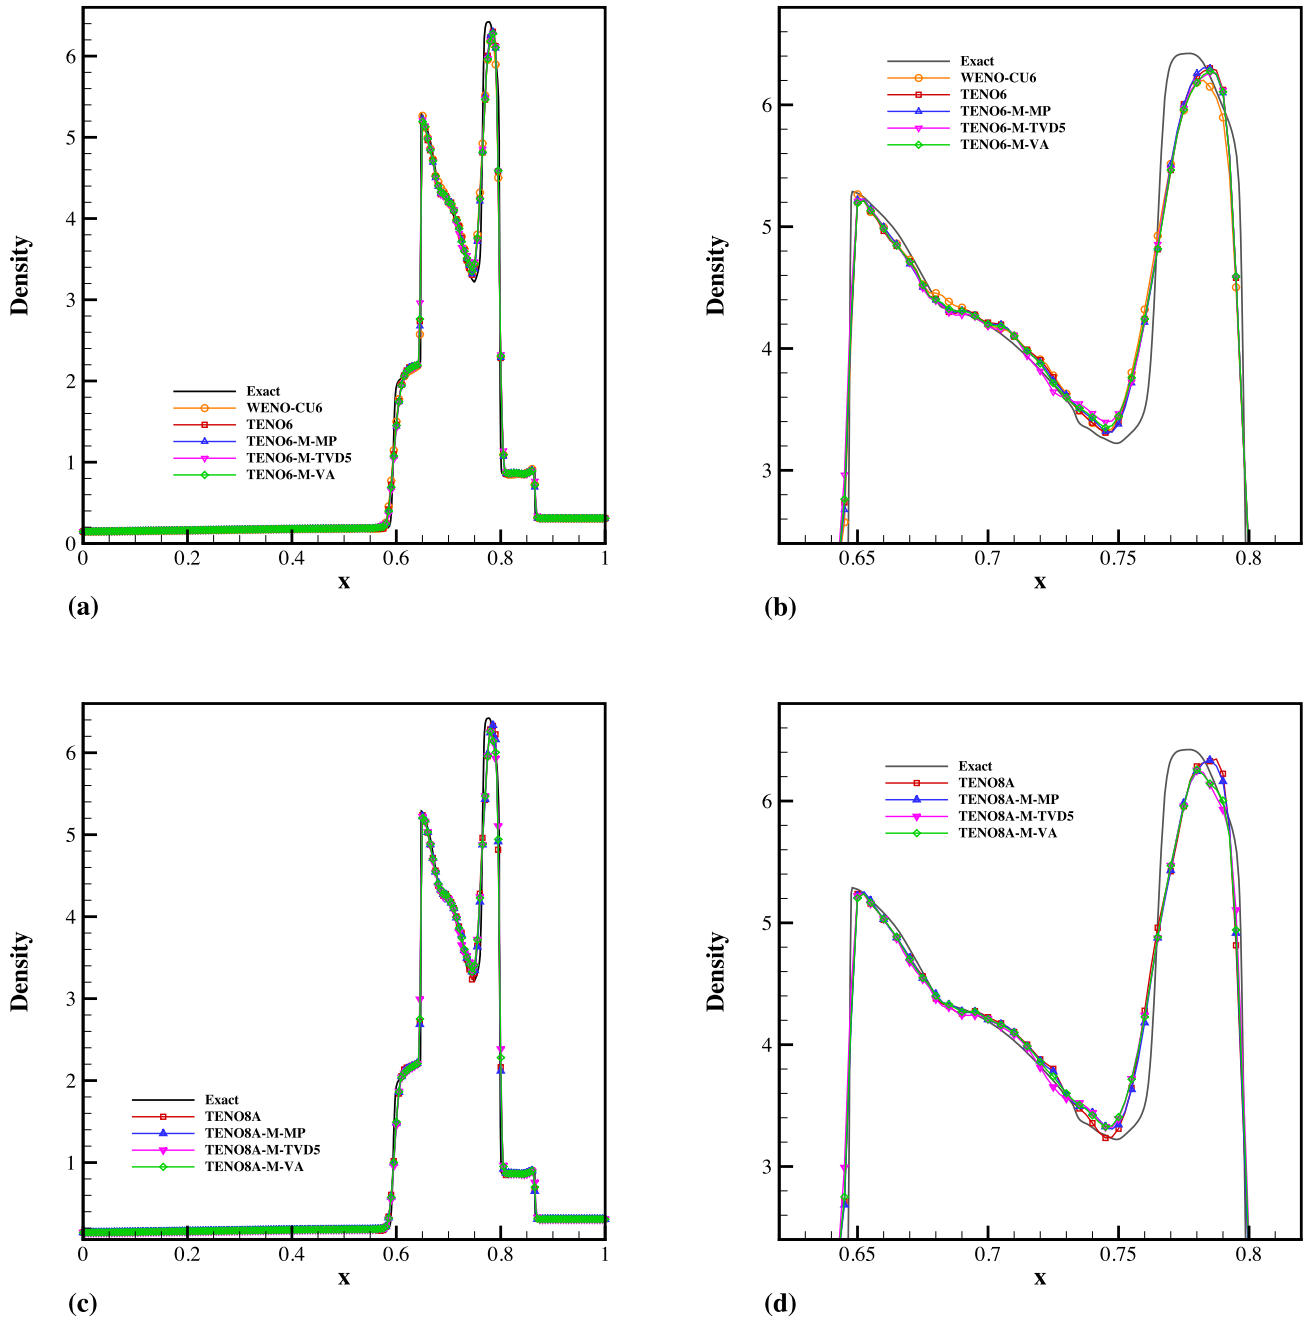 6
5
4
3
2
1
0
Density
Exact
WENO-CU6
TENO6
TENO6-M-MP
TENO6-M-TVD5
TENO6-M-VA
0 0.2 0.4 0.6 0.8 1
x
(a)
6
5
4
3
Density
Exact
WENO-CU6
TENO6
TENO6-M-MP
TENO6-M-TVD5
TENO6-M-VA
0.65 0.7 0.75 0.8
x
(b)
6
5
4
3
2
1
Density
Exact
TENO8A
TENO8A-M-MP
TENO8A-M-TVD5
TENO8A-M-VA
0 0.2 0.4 0.6 0.8 1
x
(c)
6
5
4
3
Density
Exact
TENO8A
TENO8A-M-MP
TENO8A-M-TVD5
TENO8A-M-VA
0.65 0.7 0.75 0.8
x
(d)